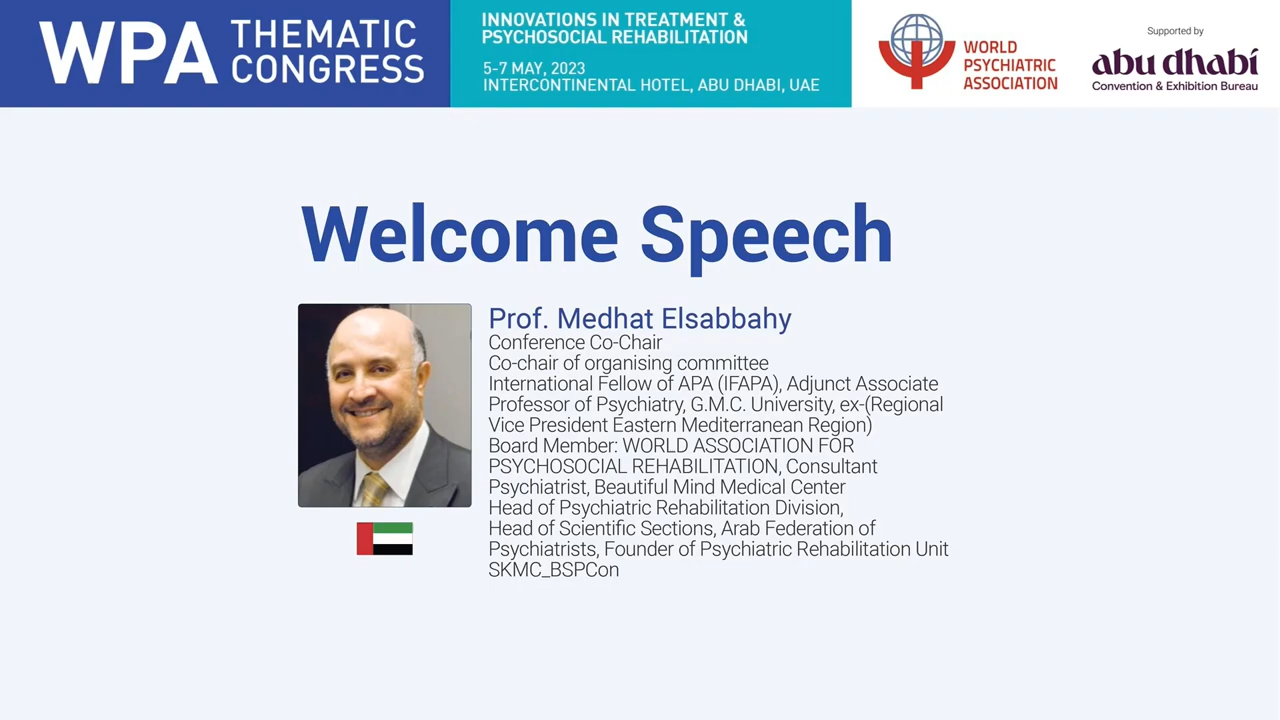 WPA THEMATIC
CONGRESS
INNOVATIONS IN TREATMENT &
PSYCHOSOCIAL REHABILITATION
5-7 MAY, 2023
INTERCONTINENTAL HOTEL, ABU DHABI, UAE
WORLD
PSYCHIATRIC
ASSOCIATION
Supported by
abu dhabi
Convention & Exhibition Bureau
Welcome Speech
Prof. Medhat Elsabbahy
Conference Co-Chair
Co-chair of organising committee
International Fellow of APA (IFAPA), Adjunct Associate
Professor of Psychiatry, G.M.C. University, ex-(Regional
Vice President Eastern Mediterranean Region)
Board Member: WORLD ASSOCIATION FOR
PSYCHOSOCIAL REHABILITATION, Consultant
Psychiatrist, Beautiful Mind Medical Center
Head of Psychiatric Rehabilitation Division,
Head of Scientific Sections, Arab Federation of
Psychiatrists, Founder of Psychiatric Rehabilitation Unit
SKMC_BSPCon